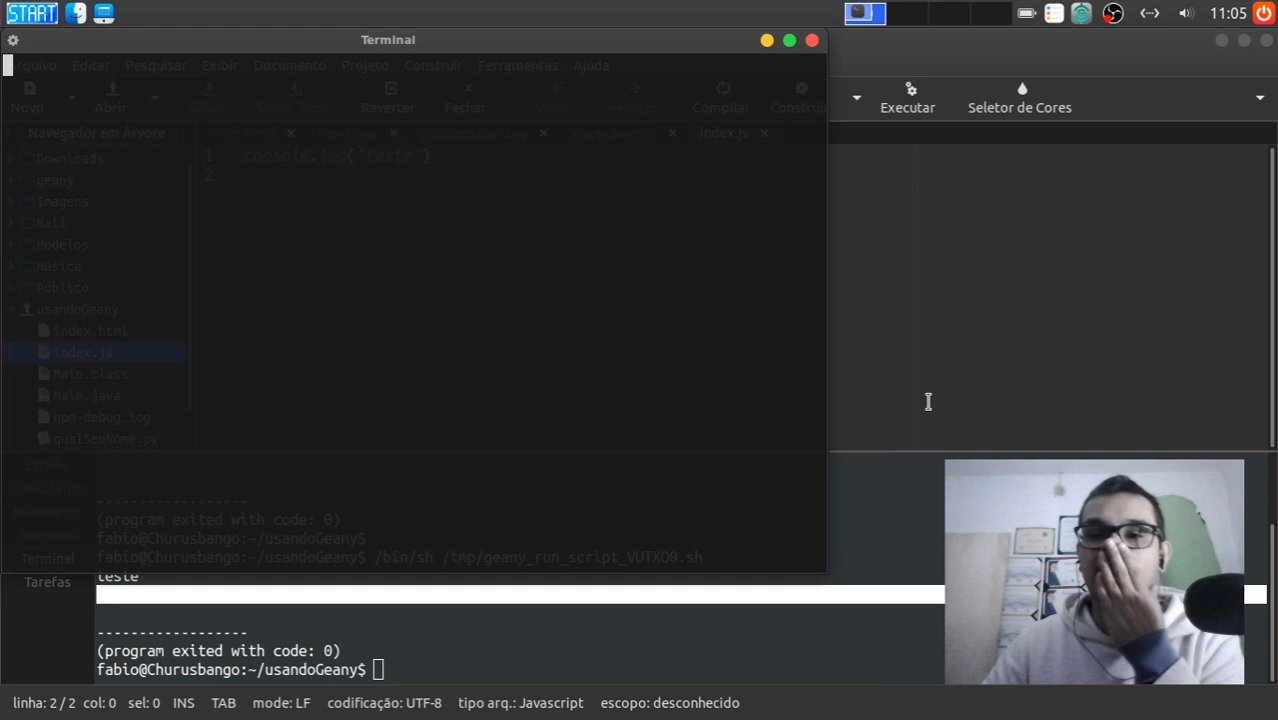 START
11:05
Terminal
Arquivo Editar Pesquisar Exibir Documento Projeto Construir Ferramentas Ajuda
Novo Abrir Salvar Salvar Tudo Reverter Fechar Voltar Avançar Compilar Construir Executar Seletor de Cores
Navegador em Árvore
index.js
Downloads
geany
Imagens
Mail
Modelos
Música
Público
usandoGeany
index.html
index.js
Main.class
Main.java
npm-debug.log
qualSeuNome.py
1 console.log("teste")
2
Estado
Compilador
Mensagens
Rascunho
Terminal
Tarefas
------------------
(program exited with code: 0)
fabio@Churusbango:~/usandoGeany$
fabio@Churusbango:~/usandoGeany$ /bin/sh /tmp/geany_run_script_VUTXO0.sh
teste
------------------
(program exited with code: 0)
fabio@Churusbango:~/usandoGeany$
linha: 2 / 2 col: 0 sel: 0 INS TAB mode: LF codificação: UTF-8 tipo arq.: Javascript escopo: desconhecido